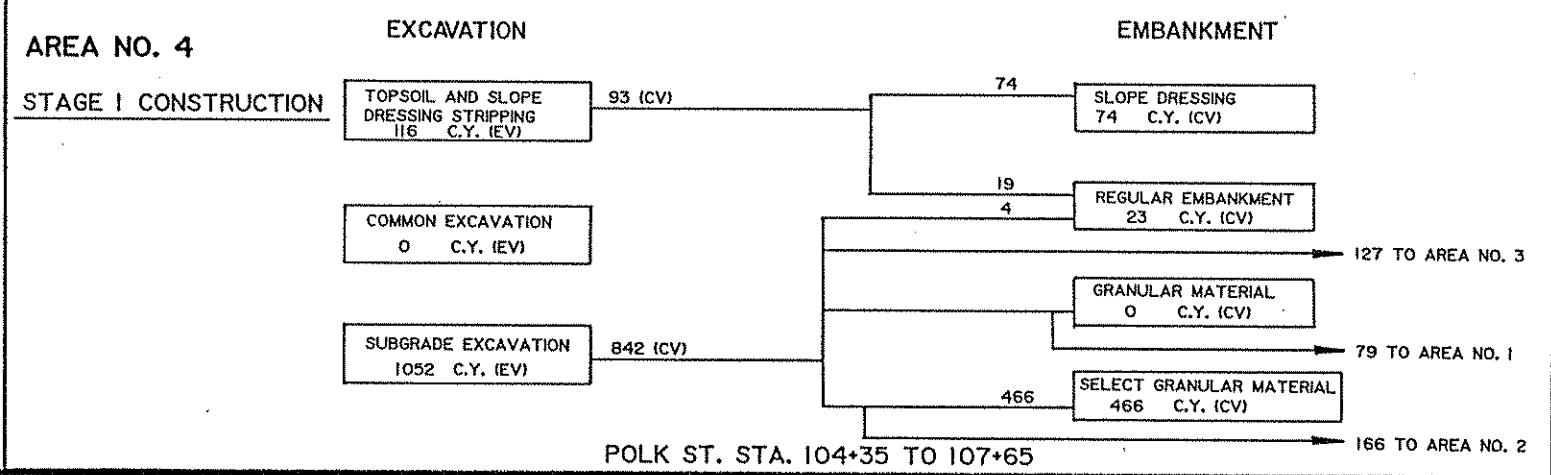 EXCAVATION
EMBANKMENT
AREA NO. 4
STAGE I CONSTRUCTION
TOPSOIL AND SLOPE
DRESSING STRIPPING
116 C.Y. (EV)
93 (CV)
74
SLOPE DRESSING
74 C.Y. (CV)
19
4
REGULAR EMBANKMENT
23 C.Y. (CV)
COMMON EXCAVATION
0 C.Y. (EV)
127 TO AREA NO. 3
GRANULAR MATERIAL
0 C.Y. (CV)
SUBGRADE EXCAVATION
1052 C.Y. (EV)
842 (CV)
79 TO AREA NO. 1
466
SELECT GRANULAR MATERIAL
466 C.Y. (CV)
166 TO AREA NO. 2
POLK ST. STA. 104+35 TO 107+65